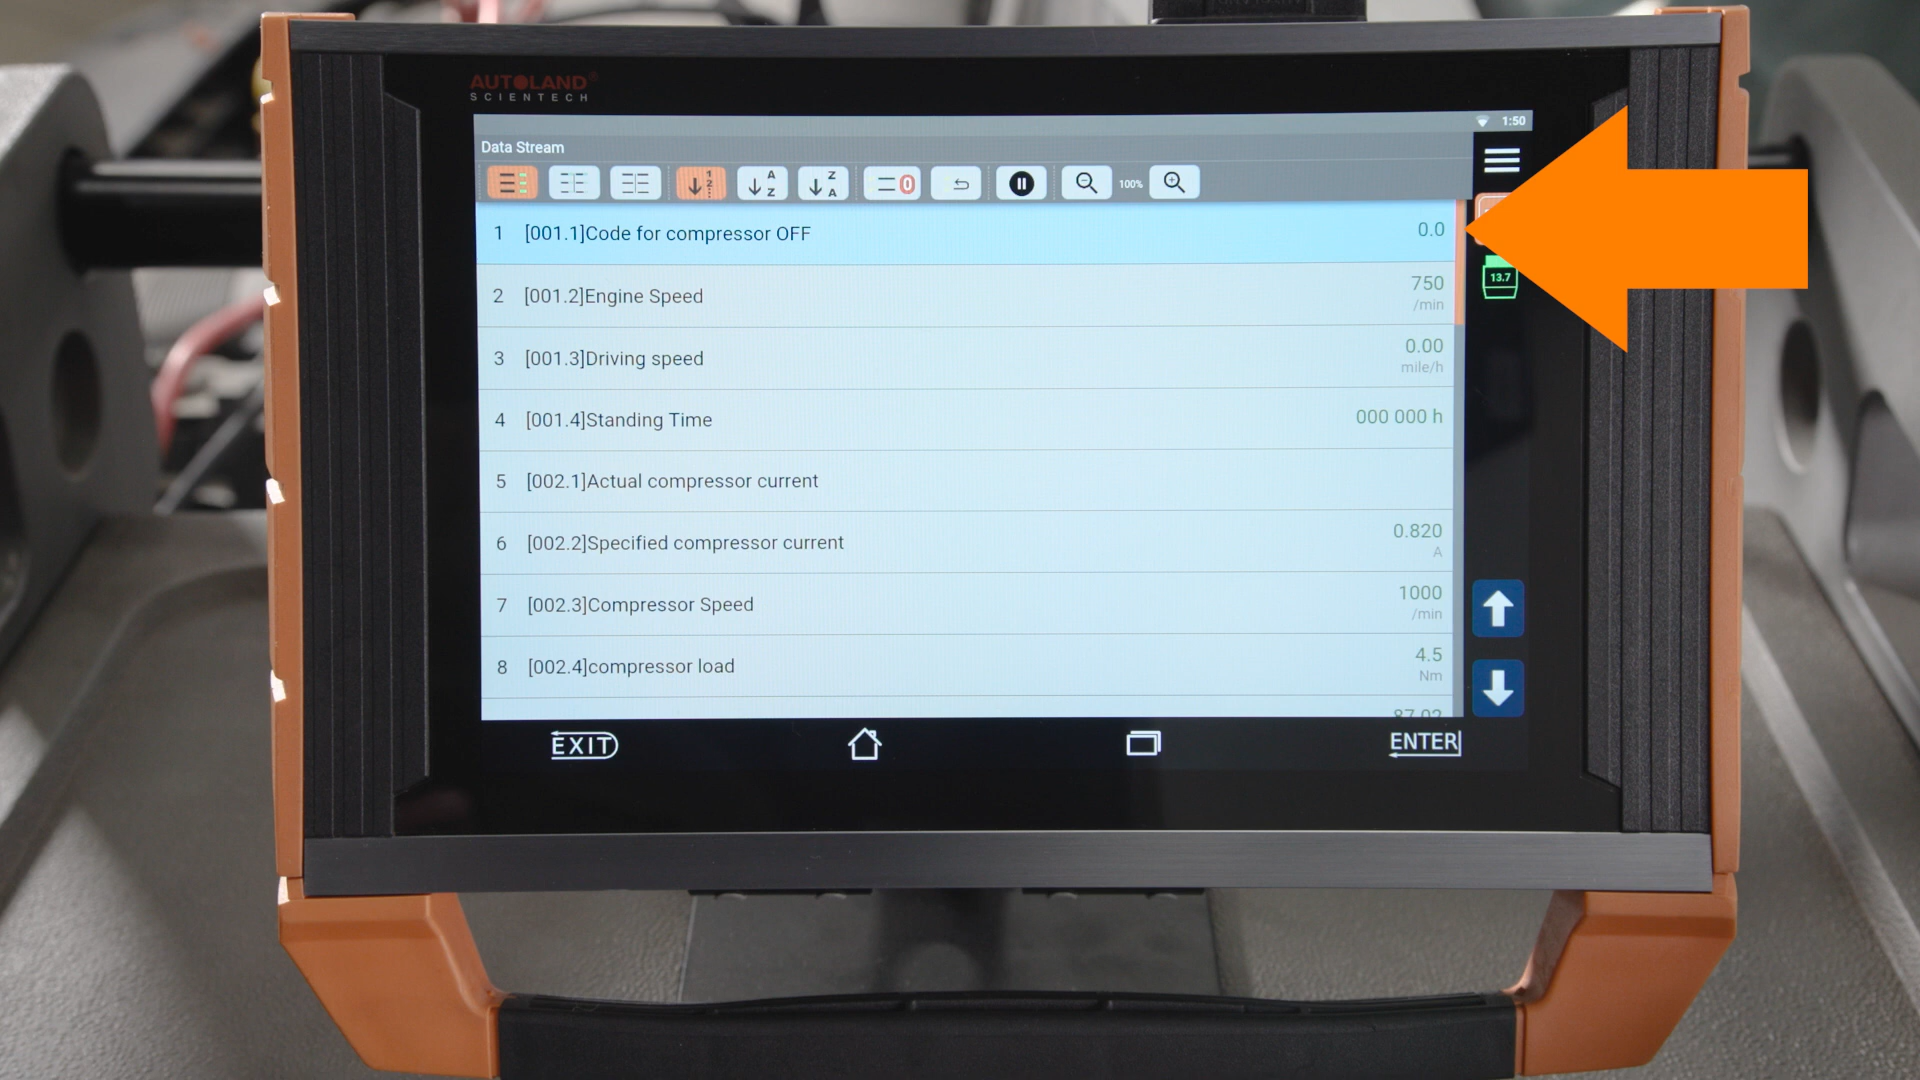 AUTOLAND®
SCIENTECH
1:50
Data Stream
1 2
A Z
Z A
0
100%
1 [001.1]Code for compressor OFF 0.0
13.7
2 [001.2]Engine Speed 750
/min
3 [001.3]Driving speed 0.00
mile/h
4 [001.4]Standing Time 000 000 h
5 [002.1]Actual compressor current
6 [002.2]Specified compressor current 0.820
A
7 [002.3]Compressor Speed 1000
/min
8 [002.4]compressor load 4.5
Nm
EXIT
ENTER